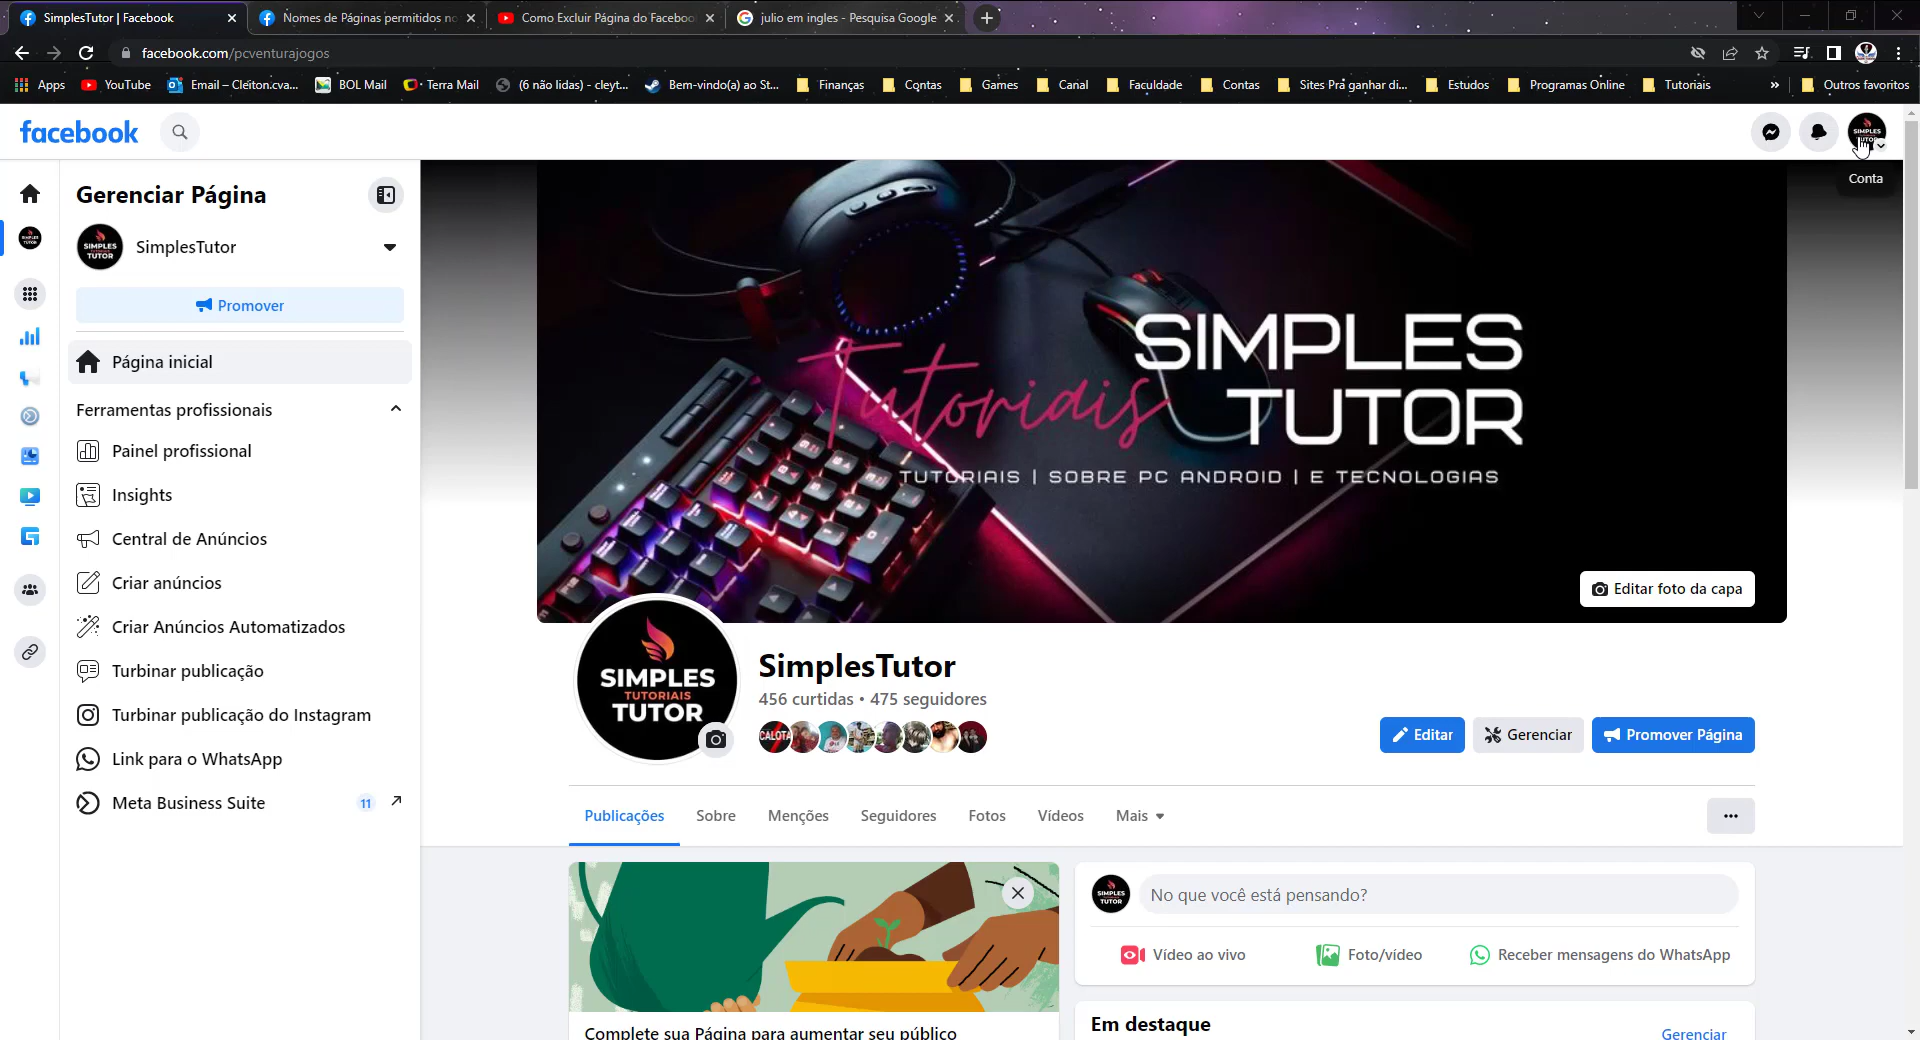 SimplesTutor | Facebook
Nomes de Páginas permitidos no
Como Excluir Página do Faceboo
julio em ingles - Pesquisa Google
facebook.com/pcventurajogos
Apps
YouTube
Email – Cleiton.cva...
BOL Mail
Terra Mail
(6 não lidas) - cleyt...
Bem-vindo(a) ao St...
Finanças
Contas
Games
Canal
Faculdade
Contas
Sites Prá ganhar di...
Estudos
Programas Online
Tutoriais
»
Outros favoritos
facebook
Conta
Gerenciar Página
SIMPLES
TUTOR
SimplesTutor
Promover
Página inicial
Ferramentas profissionais
Painel profissional
Insights
Central de Anúncios
Criar anúncios
Criar Anúncios Automatizados
Turbinar publicação
Turbinar publicação do Instagram
Link para o WhatsApp
Meta Business Suite
11
SIMPLES
Tutoriais
TUTOR
TUTORIAIS | SOBRE PC ANDROID | E TECNOLOGIAS
Editar foto da capa
SIMPLES
TUTORIAIS
TUTOR
SimplesTutor
456 curtidas • 475 seguidores
CALOTA
Editar
Gerenciar
Promover Página
Publicações
Sobre
Menções
Seguidores
Fotos
Vídeos
Mais
Complete sua Página para aumentar seu público
SIMPLES
TUTOR
No que você está pensando?
Vídeo ao vivo
Foto/vídeo
Receber mensagens do WhatsApp
Em destaque
Gerenciar